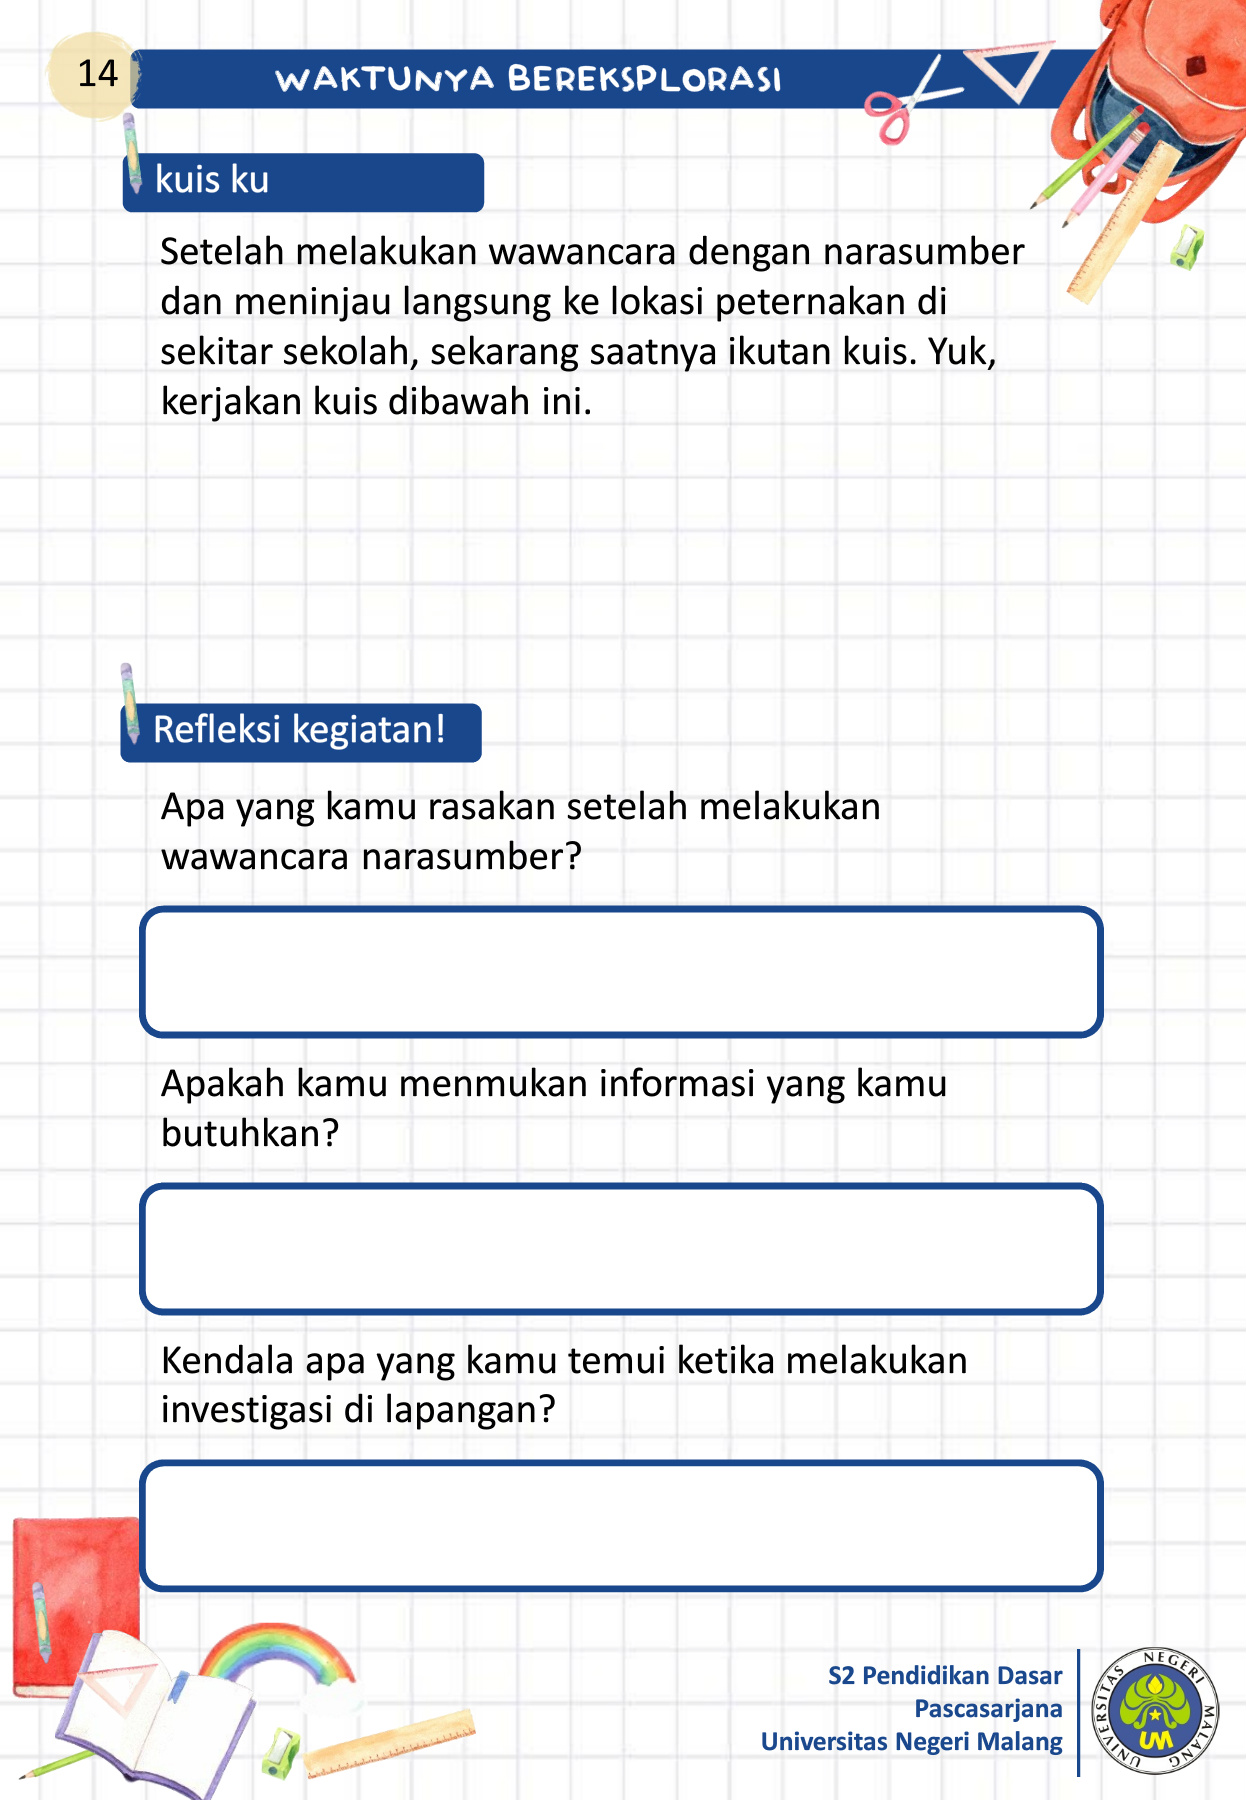 14
WAKTUNYA BEREKSPLORASI
kuis ku
Setelah melakukan wawancara dengan narasumber
dan meninjau langsung ke lokasi peternakan di
sekitar sekolah, sekarang saatnya ikutan kuis. Yuk,
kerjakan kuis dibawah ini.
Refleksi kegiatan!
Apa yang kamu rasakan setelah melakukan
wawancara narasumber?
Apakah kamu menmukan informasi yang kamu
butuhkan?
Kendala apa yang kamu temui ketika melakukan
investigasi di lapangan?
S2 Pendidikan Dasar
Pascasarjana
Universitas Negeri Malang
UNIVERSITAS NEGERI MALANG
UM